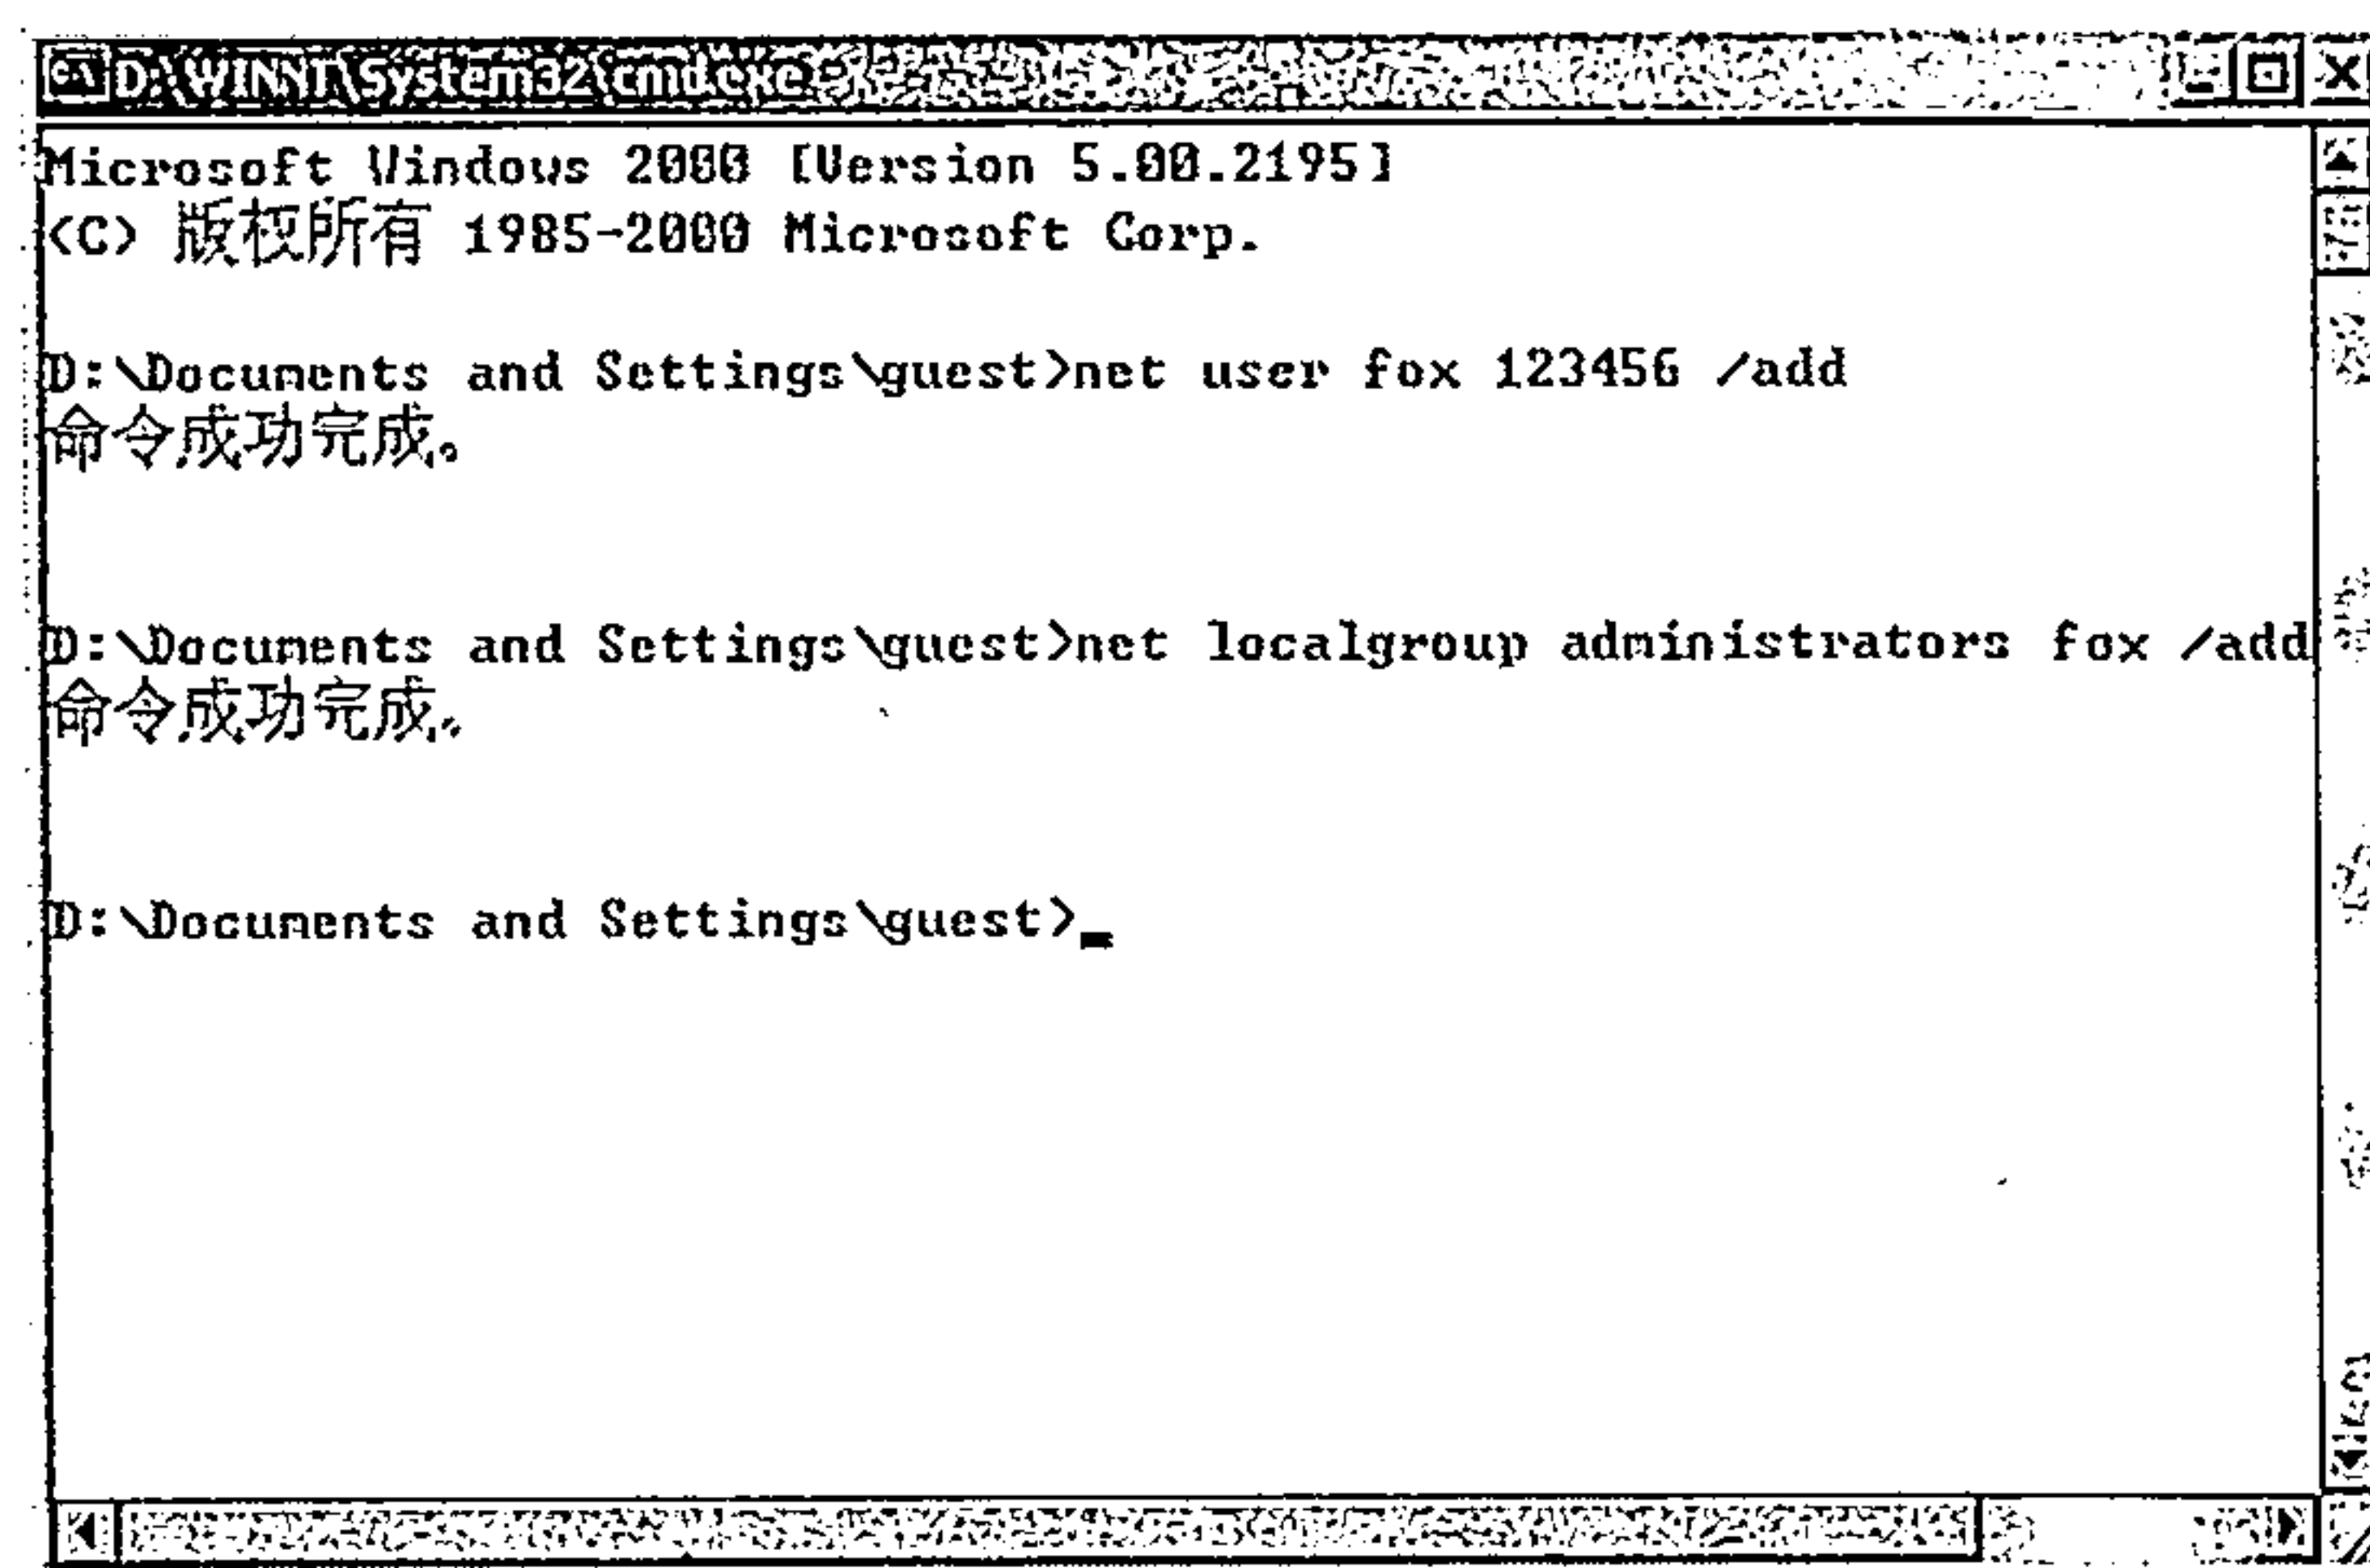 D:\WINNT\System32\cmd.exe
Microsoft Windows 2000 [Version 5.00.2195]
(C) 版权所有 1985-2000 Microsoft Corp.
D:\Documents and Settings\guest>net user fox 123456 /add
命令成功完成。
D:\Documents and Settings\guest>net localgroup administrators fox /add
命令成功完成。
D:\Documents and Settings\guest>_